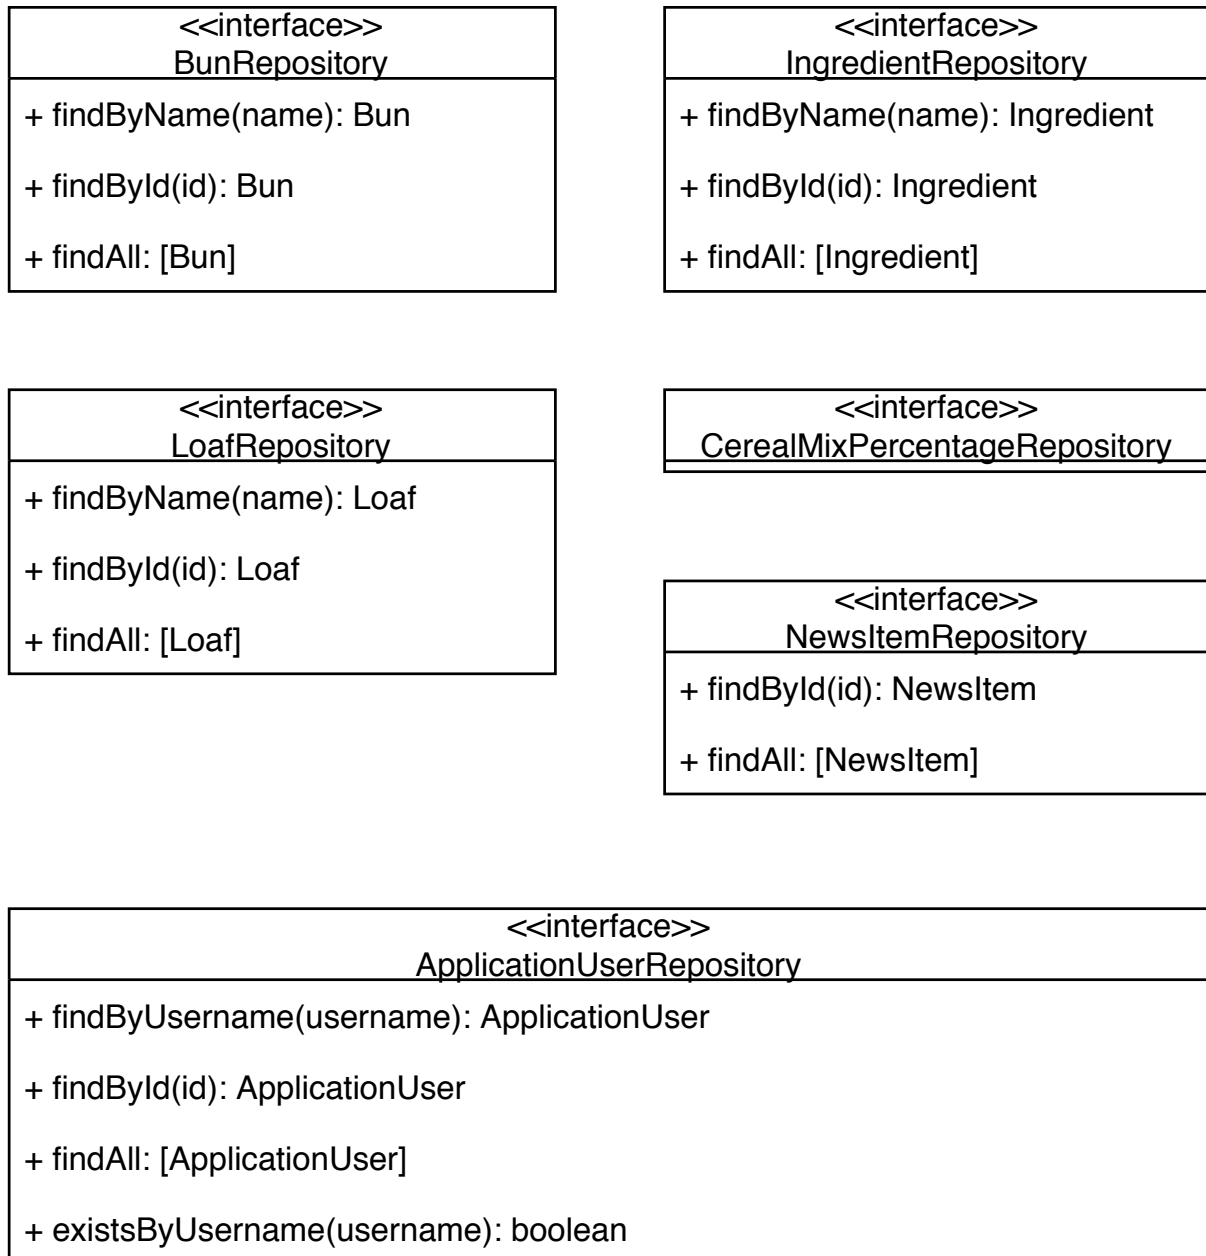 <<interface>>
BunRepository
+ findByName(name): Bun
+ findById(id): Bun
+ findAll: [Bun]
<<interface>>
IngredientRepository
+ findByName(name): Ingredient
+ findById(id): Ingredient
+ findAll: [Ingredient]
<<interface>>
LoafRepository
+ findByName(name): Loaf
+ findById(id): Loaf
+ findAll: [Loaf]
<<interface>>
CerealMixPercentageRepository
<<interface>>
NewsItemRepository
+ findById(id): NewsItem
+ findAll: [NewsItem]
<<interface>>
ApplicationUserRepository
+ findByUsername(username): ApplicationUser
+ findById(id): ApplicationUser
+ findAll: [ApplicationUser]
+ existsByUsername(username): boolean